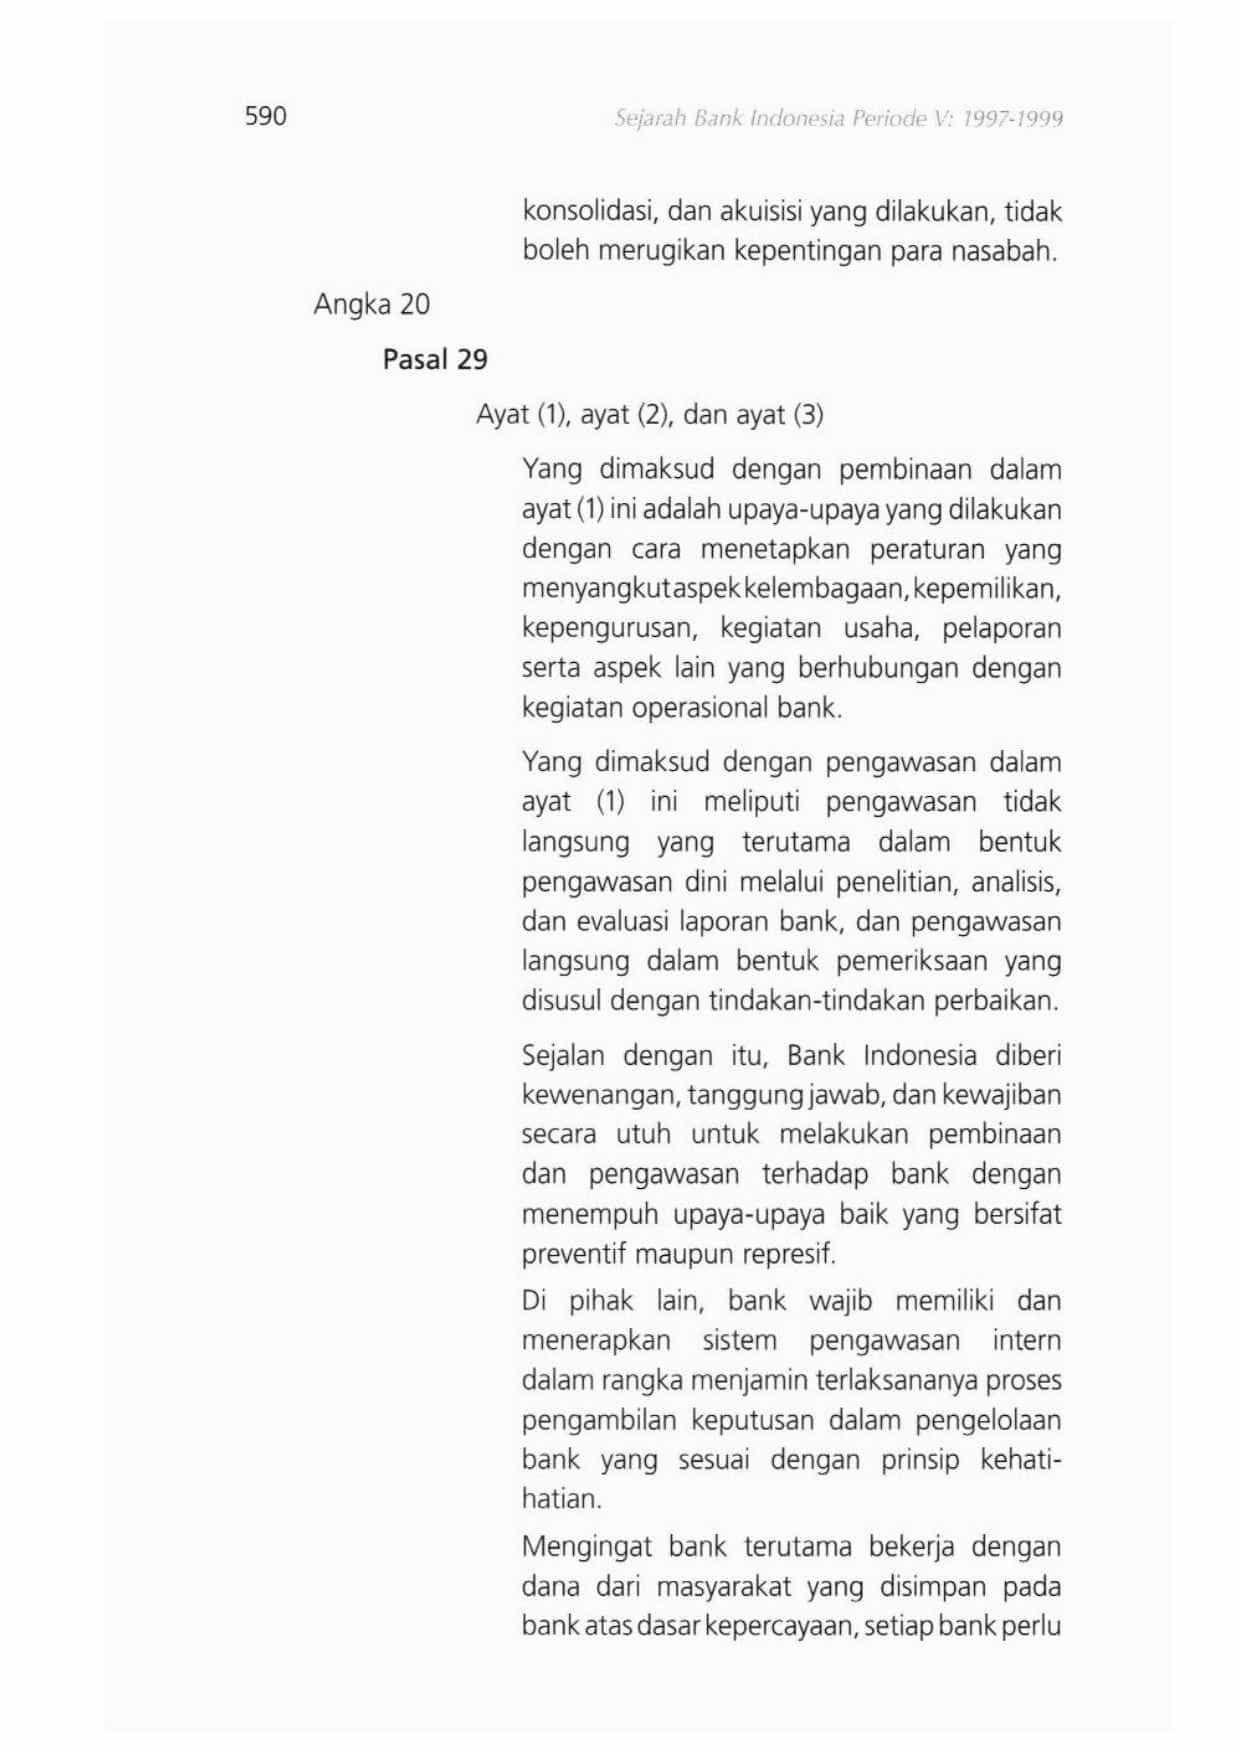 590
Sejarah Bank Indonesia Periode V: 1997-1999
konsolidasi, dan akuisisi yang dilakukan, tidak
boleh merugikan kepentingan para nasabah.
Angka 20
Pasal 29
Ayat (1), ayat (2), dan ayat (3)
Yang dimaksud dengan pembinaan dalam
ayat (1) ini adalah upaya-upaya yang dilakukan
dengan cara menetapkan peraturan yang
menyangkut aspek kelembagaan, kepemilikan,
kepengurusan, kegiatan usaha, pelaporan
serta aspek lain yang berhubungan dengan
kegiatan operasional bank.
Yang dimaksud dengan pengawasan dalam
ayat (1) ini meliputi pengawasan tidak
langsung yang terutama dalam bentuk
pengawasan dini melalui penelitian, analisis,
dan evaluasi laporan bank, dan pengawasan
langsung dalam bentuk pemeriksaan yang
disusul dengan tindakan-tindakan perbaikan.
Sejalan dengan itu, Bank Indonesia diberi
kewenangan, tanggung jawab, dan kewajiban
secara utuh untuk melakukan pembinaan
dan pengawasan terhadap bank dengan
menempuh upaya-upaya baik yang bersifat
preventif maupun represif.
Di pihak lain, bank wajib memiliki dan
menerapkan sistem pengawasan intern
dalam rangka menjamin terlaksananya proses
pengambilan keputusan dalam pengelolaan
bank yang sesuai dengan prinsip kehati-
hatian.
Mengingat bank terutama bekerja dengan
dana dari masyarakat yang disimpan pada
bank atas dasar kepercayaan, setiap bank perlu